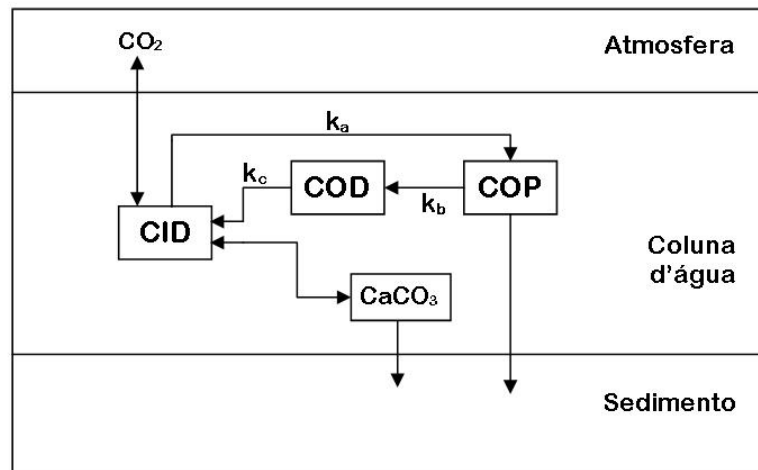 CO₂
Atmosfera
kₐ
k꜀
COD
COP
k_b
CID
Coluna
d'água
CaCO₃
Sedimento